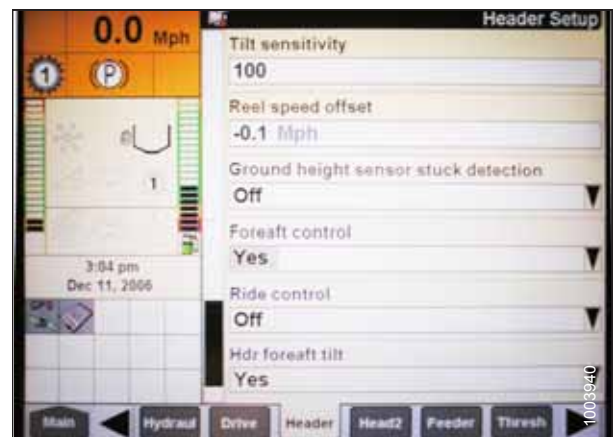 0.0 Mph
1
P
1
3:04 pm
Dec 11, 2006
GPS
Header Setup
Tilt sensitivity
100
Reel speed offset
-0.1 Mph
Ground height sensor stuck detection
Off
Foreaft control
Yes
Ride control
Off
Hdr foreaft tilt
Yes
1003940
Main
Hydraul
Drive
Header
Head2
Feeder
Thresh